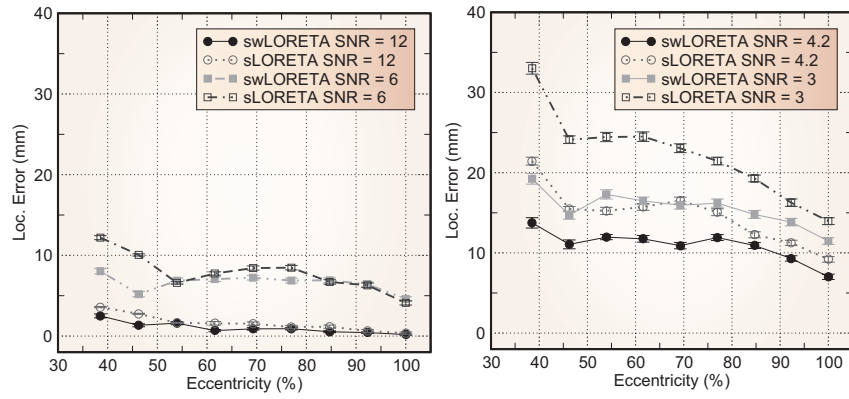 swLORETA SNR = 12
sLORETA SNR = 12
swLORETA SNR = 6
sLORETA SNR = 6
Loc. Error (mm)
40
30
20
10
0
30 40 50 60 70 80 90 100
Eccentricity (%)
swLORETA SNR = 4.2
sLORETA SNR = 4.2
swLORETA SNR = 3
sLORETA SNR = 3
Loc. Error (mm)
40
30
20
10
0
30 40 50 60 70 80 90 100
Eccentricity (%)